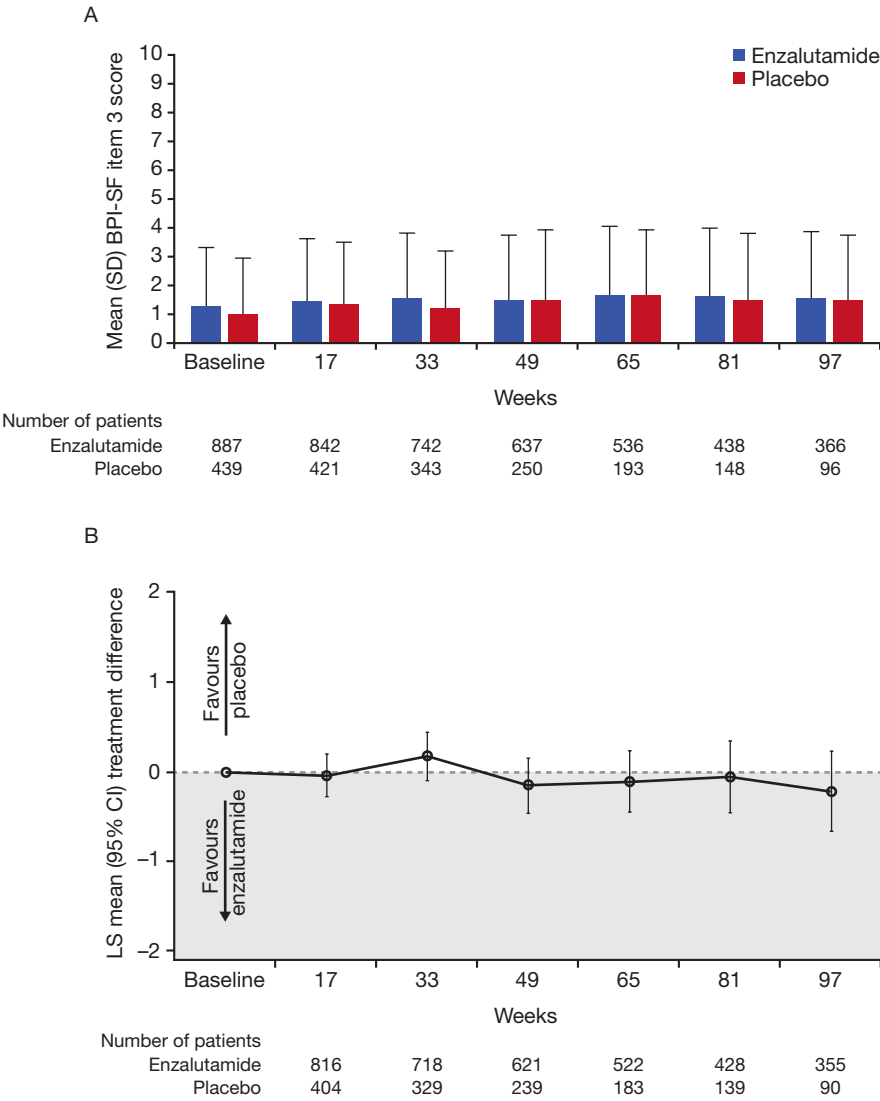 A
Mean (SD) BPI-SF item 3 score
10
9
8
7
6
5
4
3
2
1
0
Enzalutamide
Placebo
Baseline 17 33 49 65 81 97
Weeks
Number of patients
Enzalutamide 887 842 742 637 536 438 366
Placebo 439 421 343 250 193 148 96
B
LS mean (95% CI) treatment difference
2
1
0
–1
–2
Favours
placebo
Favours
enzalutamide
Baseline 17 33 49 65 81 97
Weeks
Number of patients
Enzalutamide 816 718 621 522 428 355
Placebo 404 329 239 183 139 90